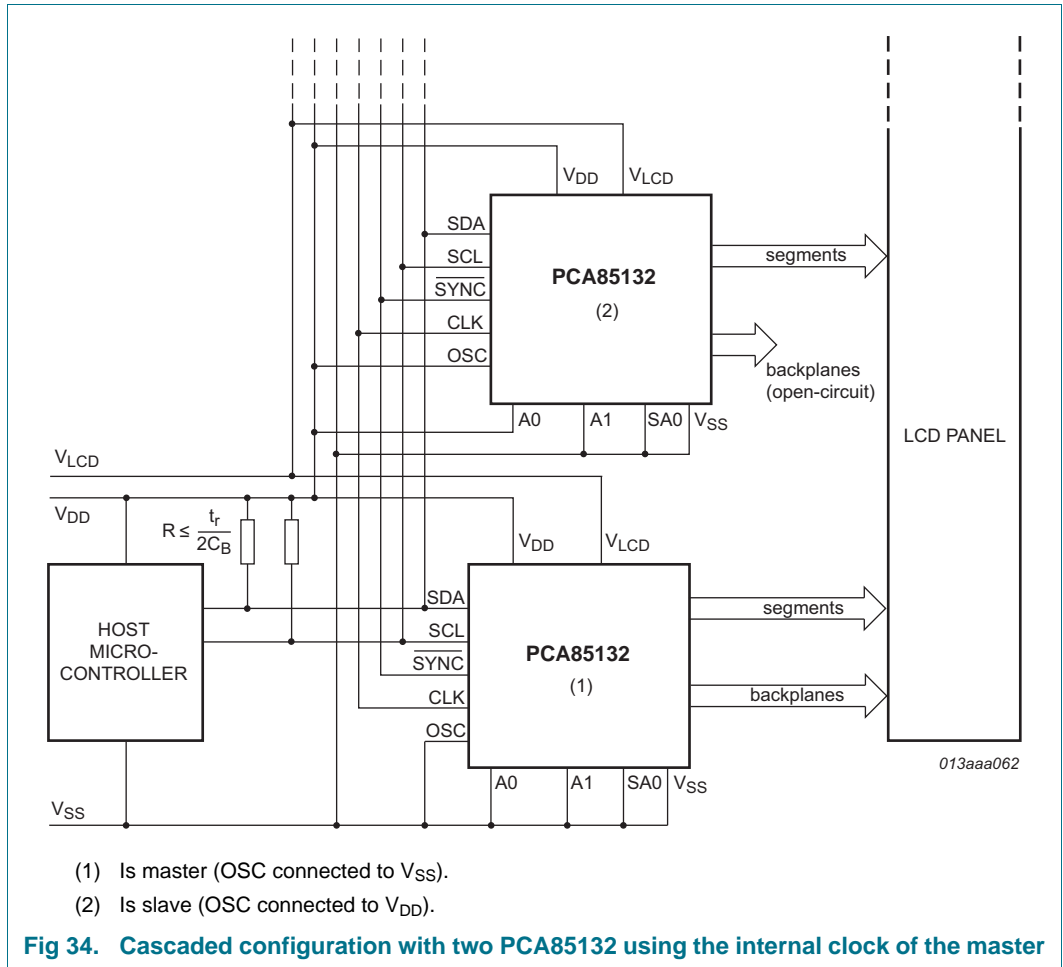 VDD VLCD
SDA
SCL
SYNC
CLK
OSC
PCA85132
(2)
segments
backplanes
(open-circuit)
A0 A1 SA0 VSS
LCD PANEL
VLCD
VDD
R ≤ tr
2CB
VDD VLCD
HOST
MICRO-
CONTROLLER
SDA
SCL
SYNC
CLK
OSC
PCA85132
(1)
segments
backplanes
A0 A1 SA0 VSS
VSS
013aaa062
(1) Is master (OSC connected to VSS).
(2) Is slave (OSC connected to VDD).
Fig 34. Cascaded configuration with two PCA85132 using the internal clock of the master